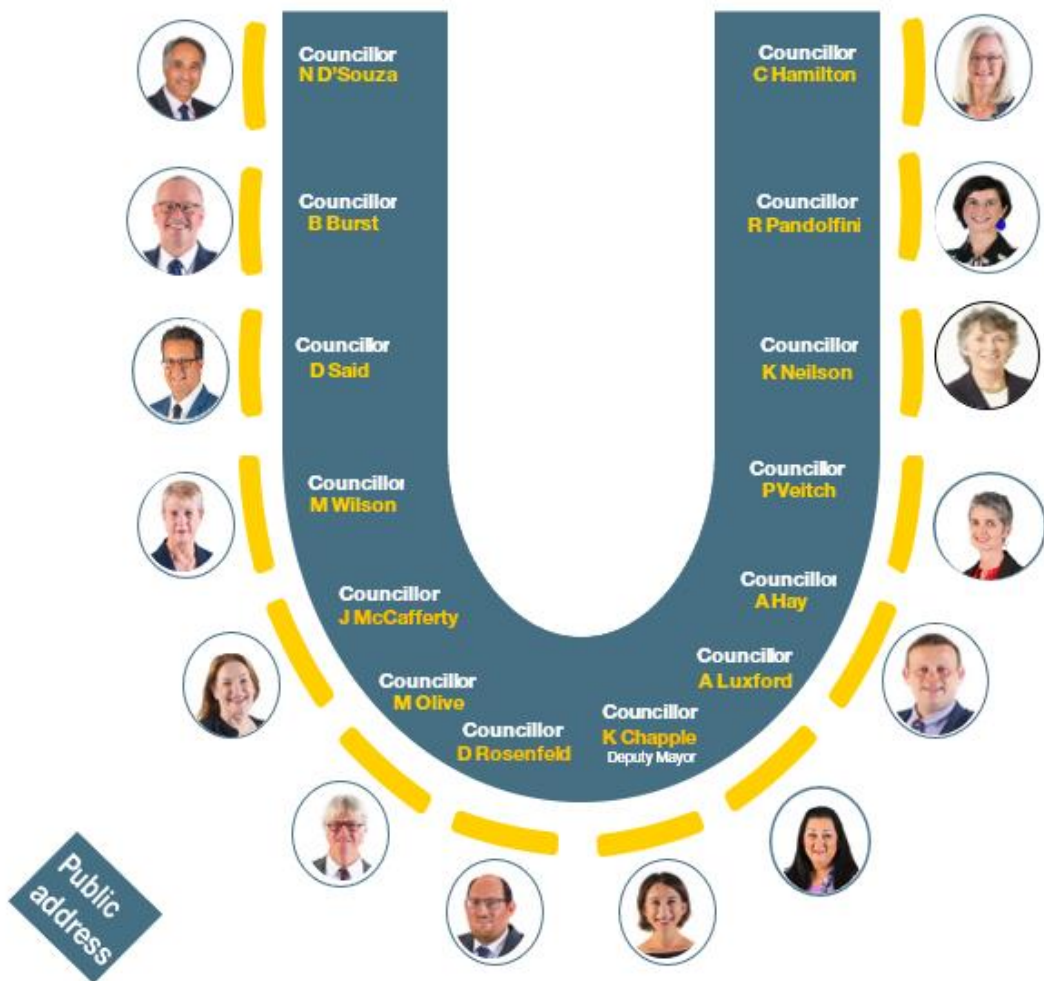 Councillor
N D'Souza
Councillor
C Hamilton
Councillor
B Burst
Councillor
R Pandolfini
Councillor
D Said
Councillor
K Neilson
Councillor
M Wilson
Councillor
P Veitch
Councillor
J McCafferty
Councillor
A Hay
Councillor
M Olive
Councillor
A Luxford
Councillor
D Rosenfeld
Councillor
K Chapple
Deputy Mayor
Public
address